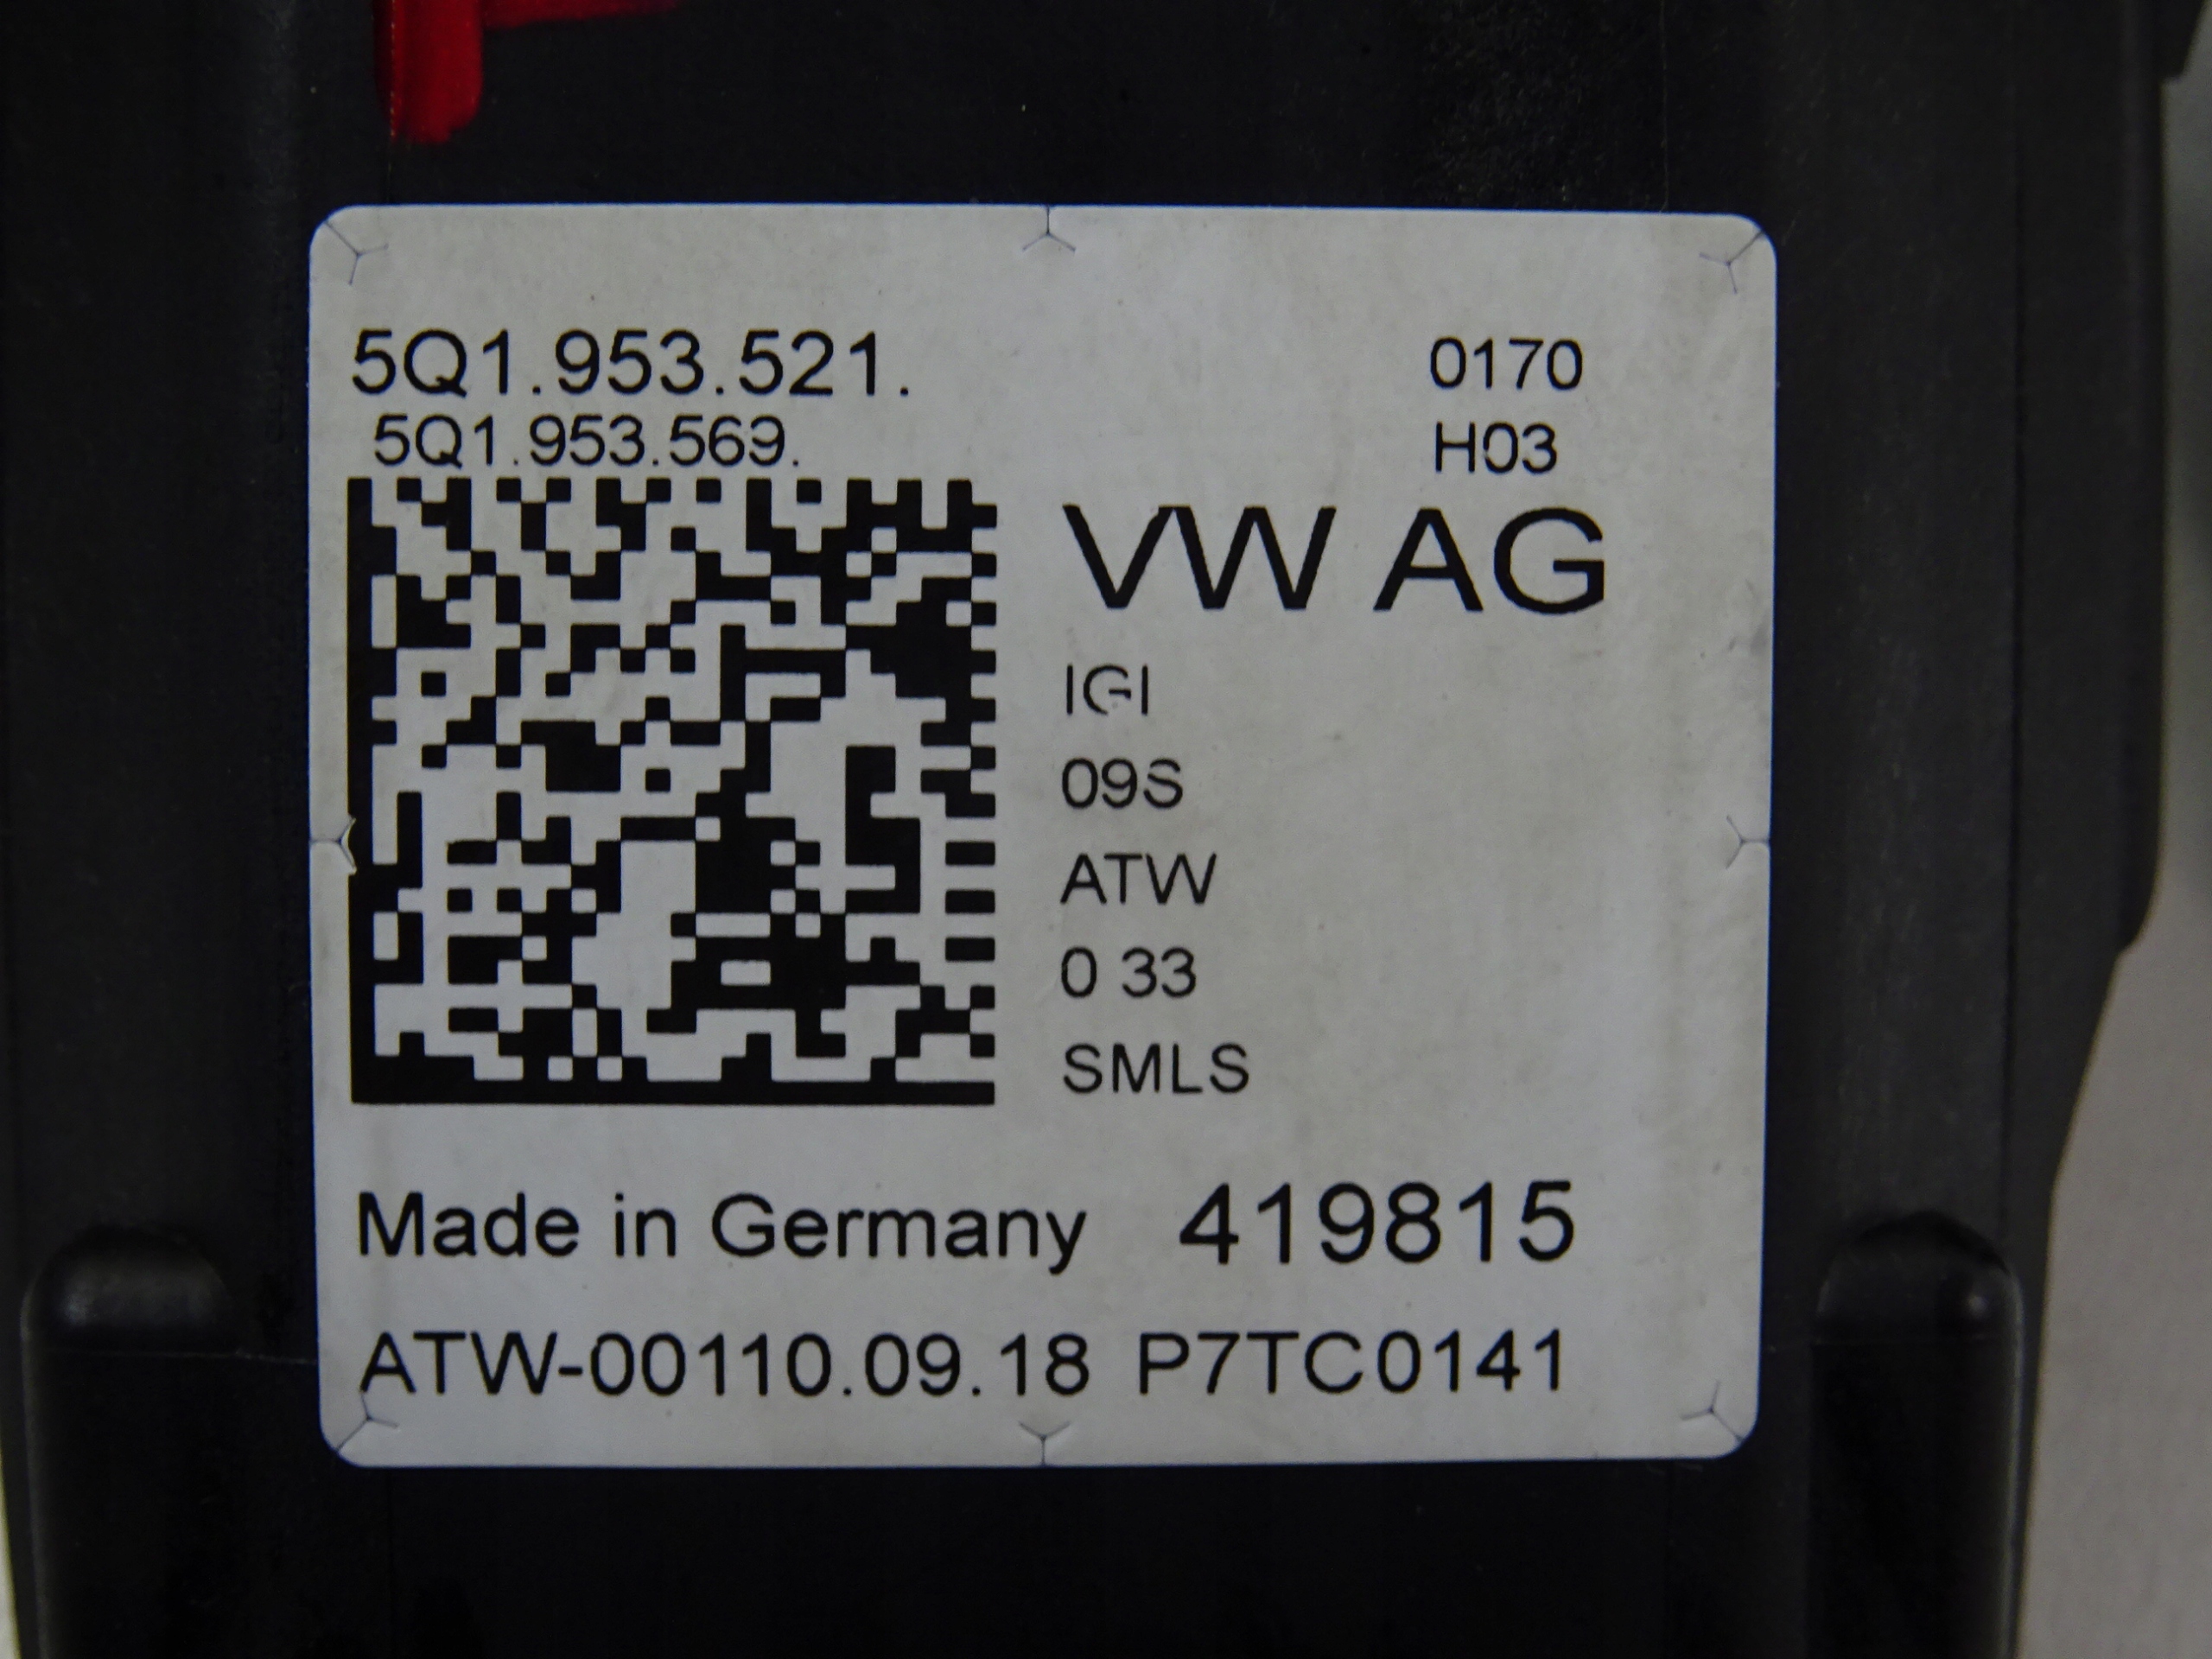 5Q1.953.521. 0170
5Q1.953.569. H03
VW AG
IGI
09S
ATW
0 33
SMLS
Made in Germany 419815
ATW-00110.09.18 P7TC0141